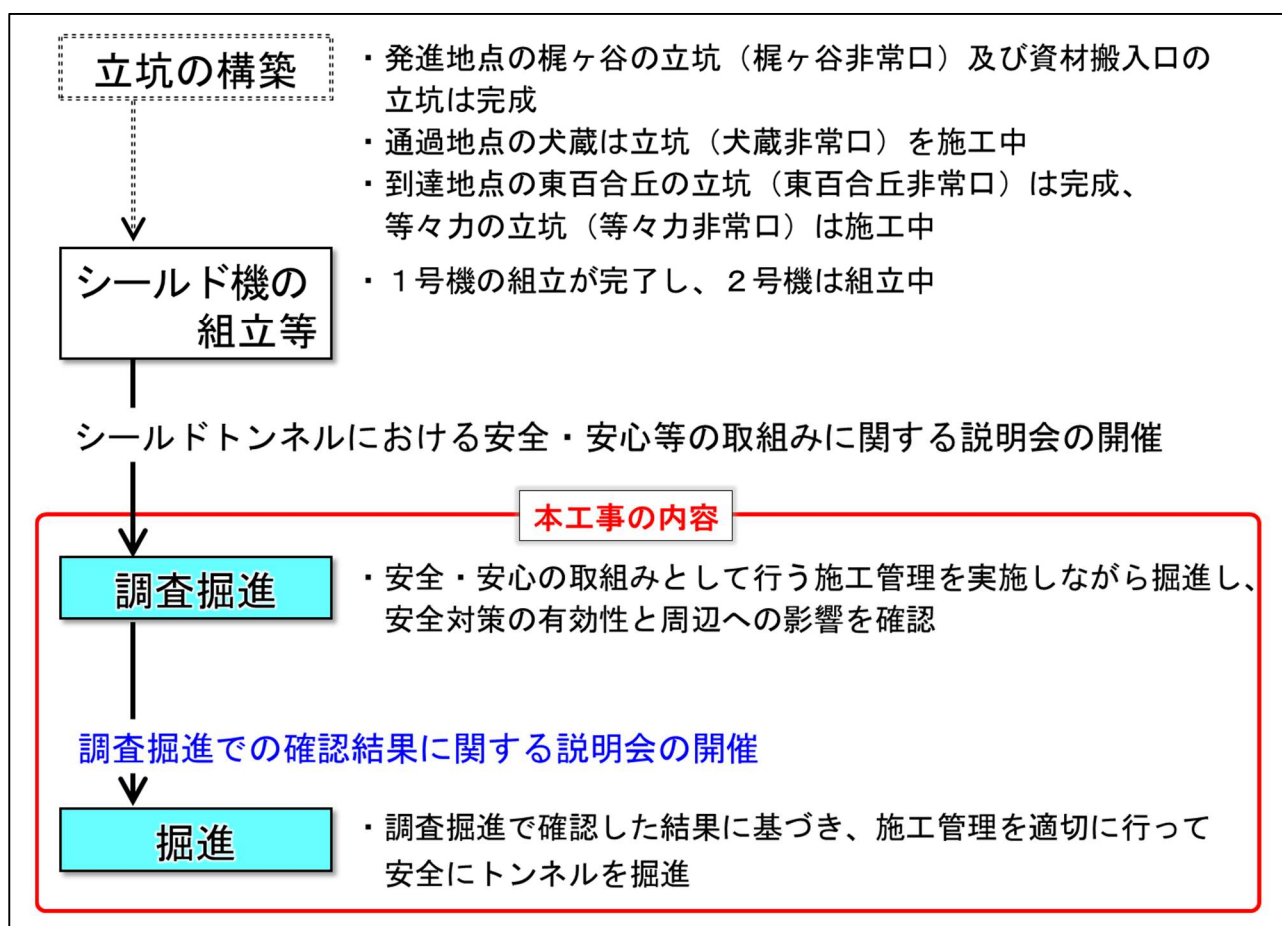 立坑の構築
・発進地点の梶ヶ谷の立坑（梶ヶ谷非常口）及び資材搬入口の
立坑は完成
・通過地点の犬蔵は立坑（犬蔵非常口）を施工中
・到達地点の東百合丘の立坑（東百合丘非常口）は完成、
等々力の立坑（等々力非常口）は施工中
シールド機の
組立等
・１号機の組立が完了し、２号機は組立中
シールドトンネルにおける安全・安心等の取組みに関する説明会の開催
本工事の内容
調査掘進
・安全・安心の取組みとして行う施工管理を実施しながら掘進し、
安全対策の有効性と周辺への影響を確認
調査掘進での確認結果に関する説明会の開催
掘進
・調査掘進で確認した結果に基づき、施工管理を適切に行って
安全にトンネルを掘進